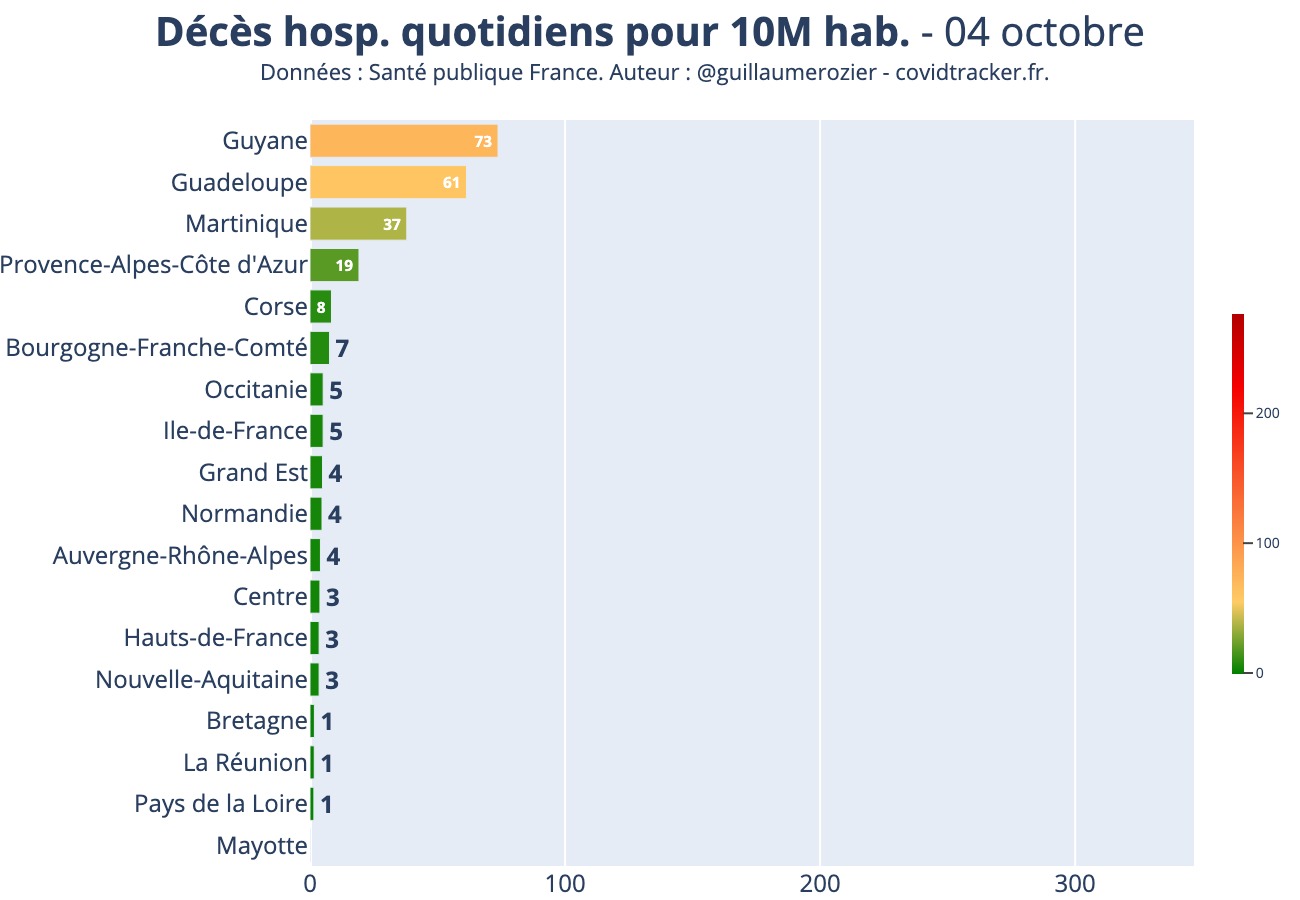 Décès hosp. quotidiens pour 10M hab. - 04 octobre
Données : Santé publique France. Auteur : @guillaumerozier - covidtracker.fr.
Guyane 73
Guadeloupe 61
Martinique 37
Provence-Alpes-Côte d'Azur 19
Corse 8
Bourgogne-Franche-Comté 7
Occitanie 5
Ile-de-France 5
Grand Est 4
Normandie 4
Auvergne-Rhône-Alpes 4
Centre 3
Hauts-de-France 3
Nouvelle-Aquitaine 3
Bretagne 1
La Réunion 1
Pays de la Loire 1
Mayotte
0 100 200 300
200
100
0